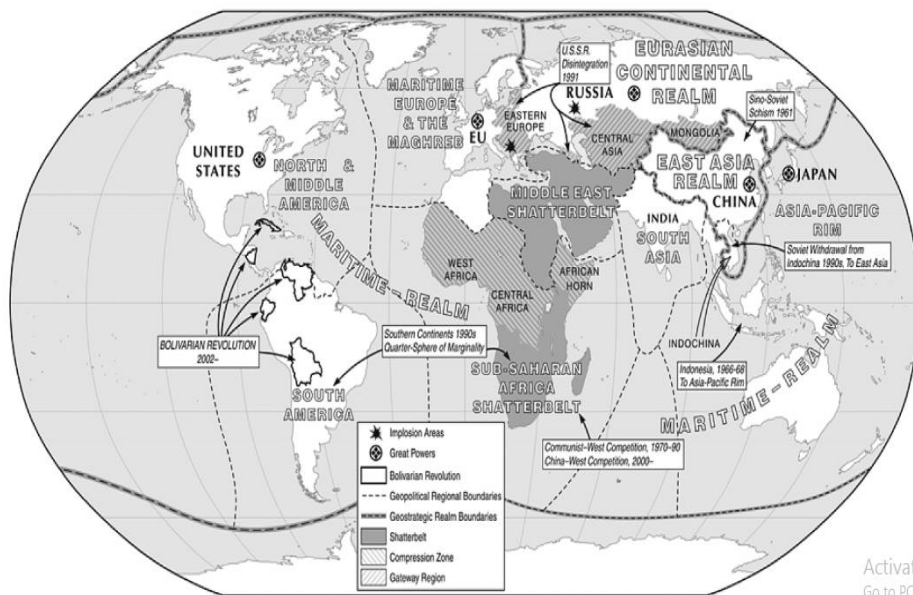 U.S.S.R.
Disintegration
1991
EURASIAN
CONTINENTAL
REALM
RUSSIA
Sino-Soviet
Schism 1961
MARITIME
EUROPE
& THE
MAGHREB
EU
EASTERN
EUROPE
CENTRAL
ASIA
MONGOLIA
UNITED
STATES
NORTH &
MIDDLE
AMERICA
EAST ASIA
REALM
CHINA
JAPAN
ASIA-PACIFIC
RIM
MIDDLE EAST
SHATTERBELT
INDIA
SOUTH
ASIA
Soviet Withdrawal from
Indochina 1990s, To East Asia
MARITIME-REALM
WEST
AFRICA
CENTRAL
AFRICA
AFRICAN
HORN
INDOCHINA
Indonesia, 1966-68
To Asia-Pacific Rim
BOLIVARIAN REVOLUTION
2002-
Southern Continents 1990s
Quarter-Sphere of Marginality
SOUTH
AMERICA
SUB-SAHARAN
AFRICA
SHATTERBELT
MARITIME-REALM
Communist-West Competition, 1970-90
China-West Competition, 2000-
Implosion Areas
Great Powers
Bolivarian Revolution
Geopolitical Regional Boundaries
Geostrategic Realm Boundaries
Shatterbelt
Compression Zone
Gateway Region
Activat
Go to PC